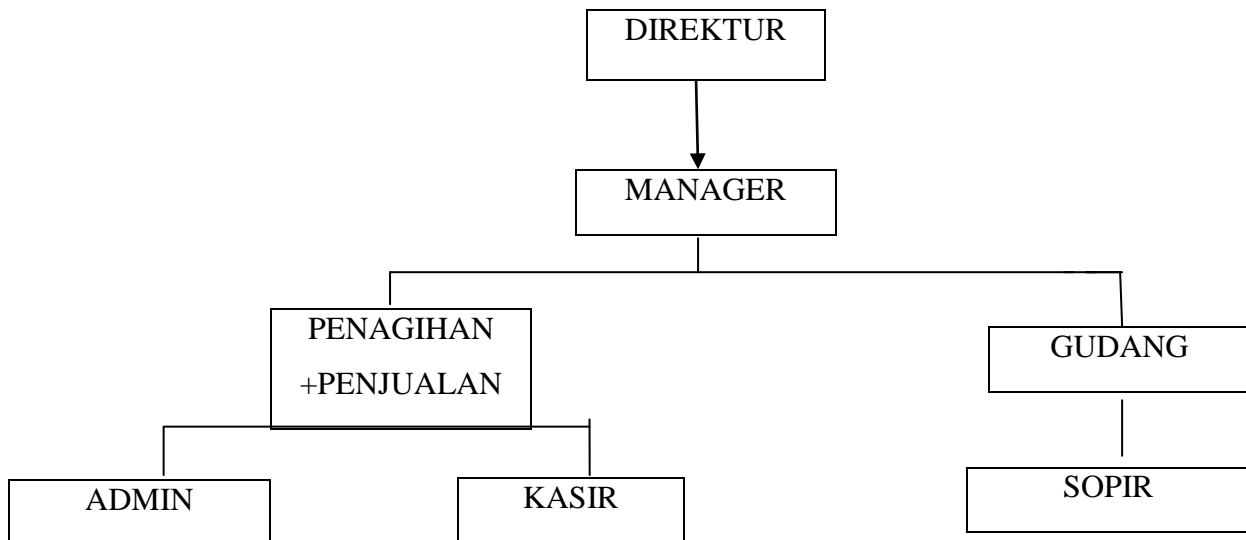 DIREKTUR
MANAGER
PENAGIHAN
+PENJUALAN
GUDANG
ADMIN
KASIR
SOPIR